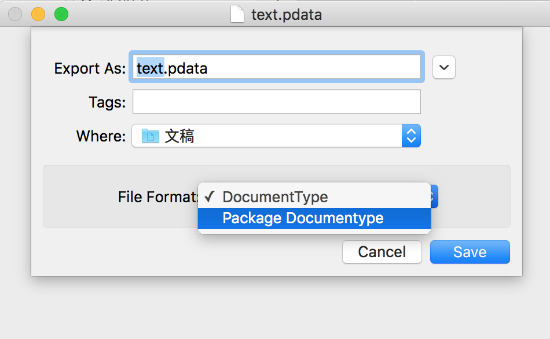 text.pdata
Export As: text.pdata
Tags:
Where: 文稿
File Format: ✓ DocumentType
Package Documentype
Cancel Save